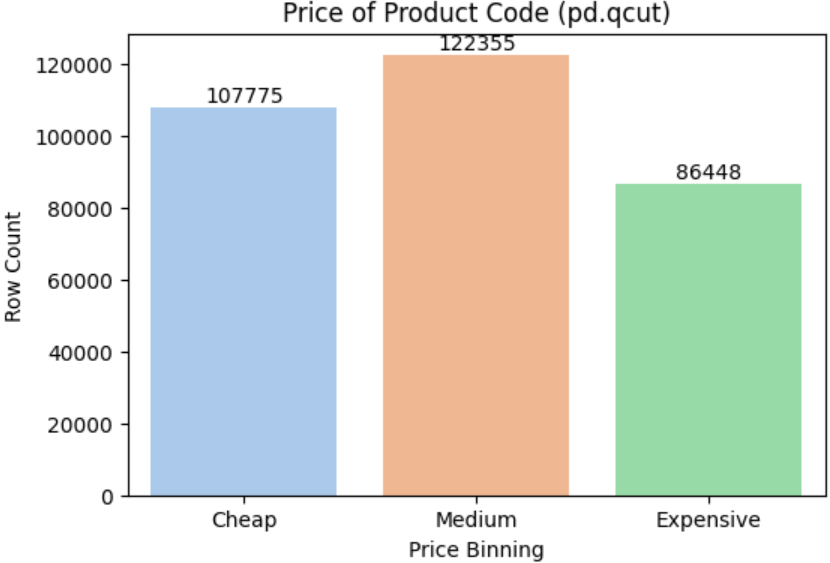 Price of Product Code (pd.qcut)
122355
107775
86448
120000
100000
80000
60000
40000
20000
0
Row Count
Cheap Medium Expensive
Price Binning